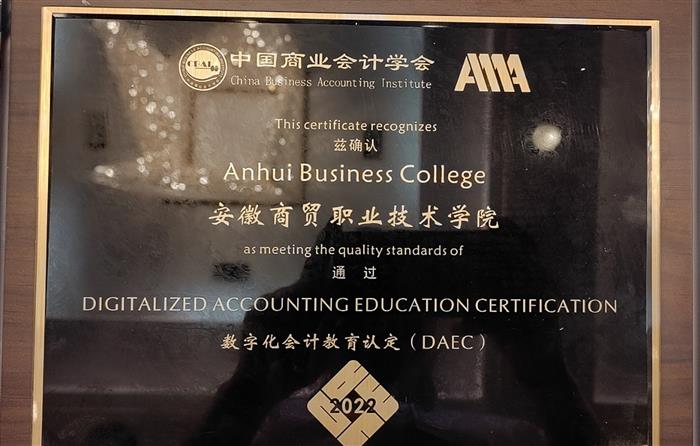 CBAI
中国商业会计学会
China Business Accounting Institute
This certificate recognizes
兹确认
Anhui Business College
安徽商贸职业技术学院
as meeting the quality standards of
通 过
DIGITALIZED ACCOUNTING EDUCATION CERTIFICATION
数字化会计教育认定（DAEC）
2022